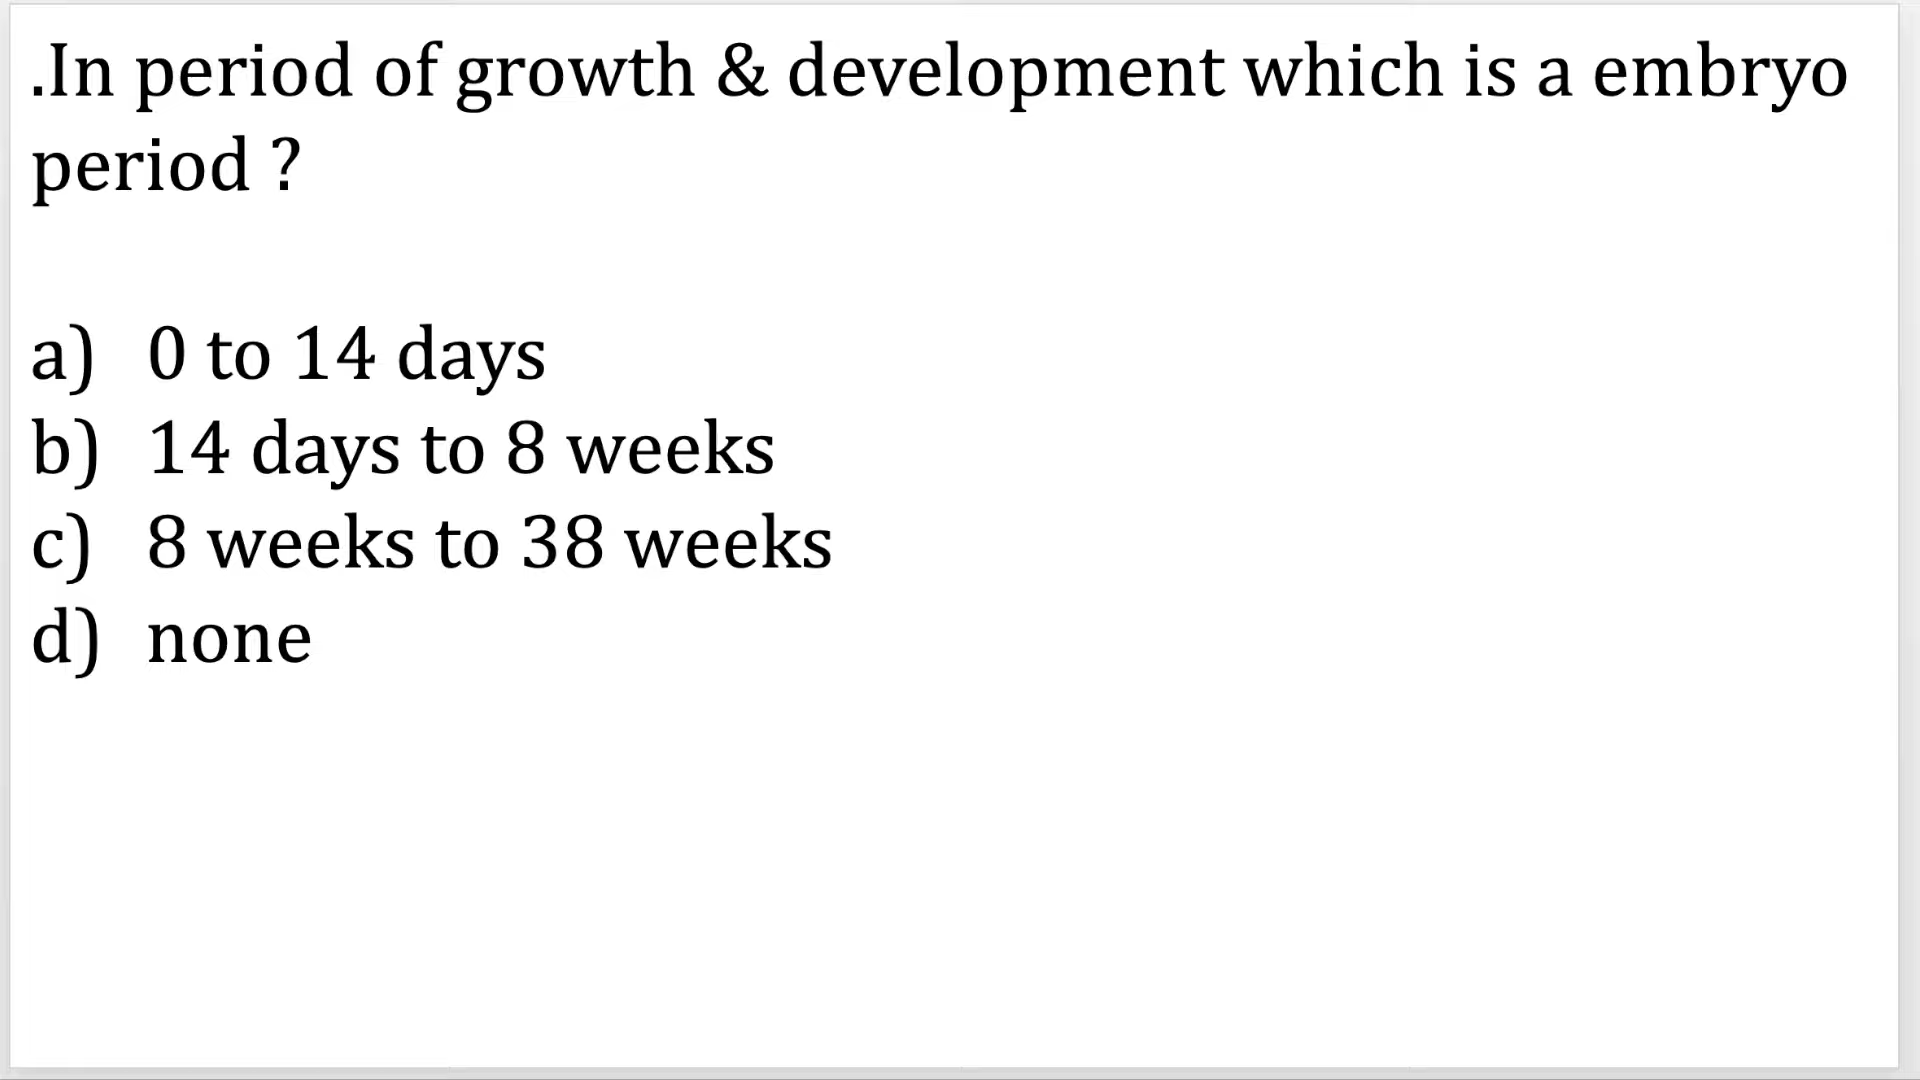 .In period of growth & development which is a embryo
period ?
a) 0 to 14 days
b) 14 days to 8 weeks
c) 8 weeks to 38 weeks
d) none